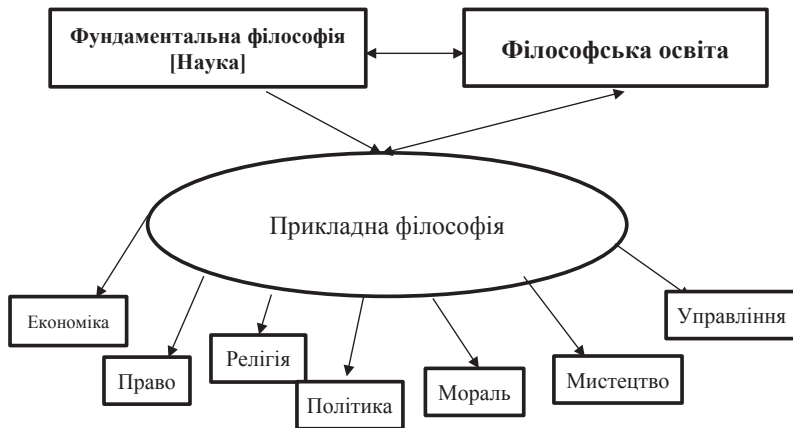 Фундаментальна філософія
[Наука]
Філософська освіта
Прикладна філософія
Економіка
Право
Релігія
Політика
Мораль
Мистецтво
Управління